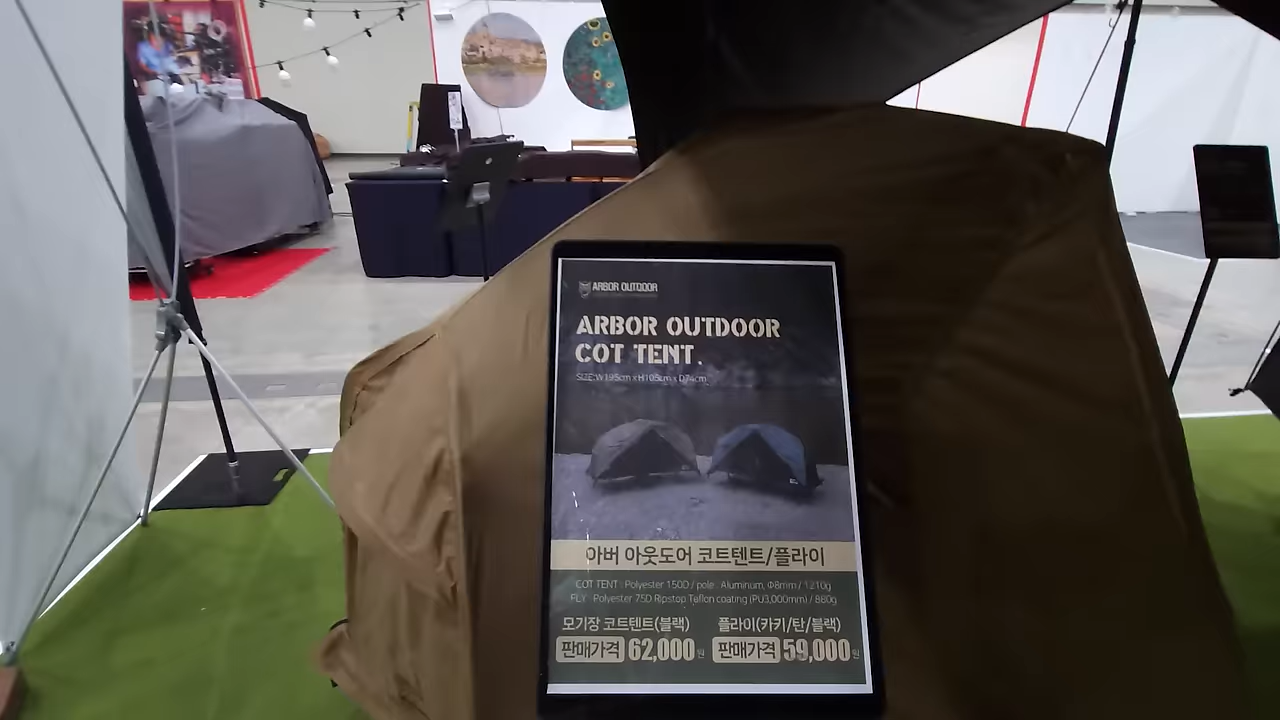 ARBOR OUTDOOR
ARBOR OUTDOOR
COT TENT.
SIZE:W195cm x H105cm x D74cm
아버 아웃도어 코트텐트/플라이
COT TENT : Polyester 150D / pole : Aluminum, Φ8mm / 1210g
FLY : Polyester 75D Ripstop Teflon coating (PU3,000mm) / 880g
모기장 코트텐트(블랙)
판매가격 62,000원
플라이(카키/탄/블랙)
판매가격 59,000원